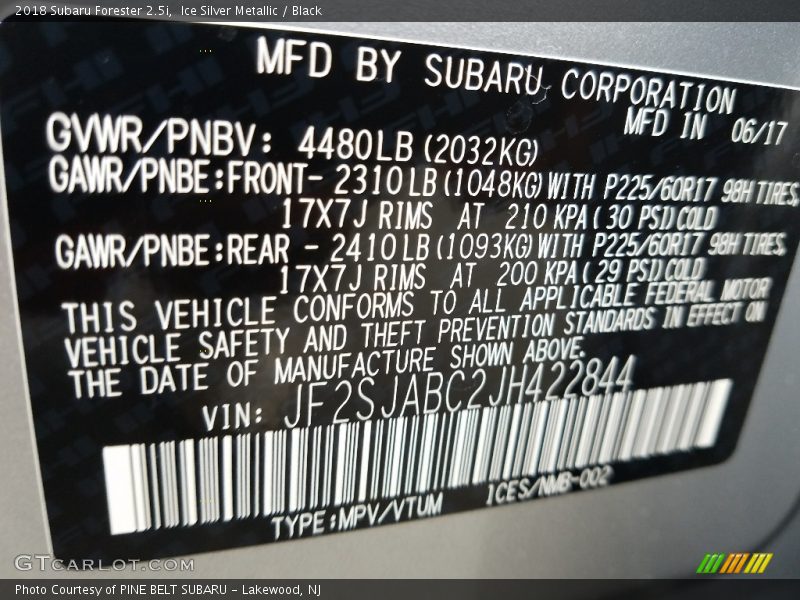 2018 Subaru Forester 2.5i,  Ice Silver Metallic / Black
MFD BY SUBARU CORPORATION
MFD IN 06/17
GVWR/PNBV: 4480LB (2032KG)
GAWR/PNBE:FRONT- 2310LB (1048KG) WITH P225/60R17 98H TIRES,
17X7J RIMS AT 210 KPA( 30 PSI)COLD
GAWR/PNBE:REAR - 2410LB (1093KG) WITH P225/60R17 98H TIRES,
17X7J RIMS AT 200 KPA( 29 PSI)COLD
THIS VEHICLE CONFORMS TO ALL APPLICABLE FEDERAL MOTOR
VEHICLE SAFETY AND THEFT PREVENTION STANDARDS IN EFFECT ON
THE DATE OF MANUFACTURE SHOWN ABOVE.
VIN: JF2SJABC2JH422844
TYPE:MPV/VTUM ICES/NMB-002
GTCARLOT.COM
Photo Courtesy of PINE BELT SUBARU - Lakewood, NJ